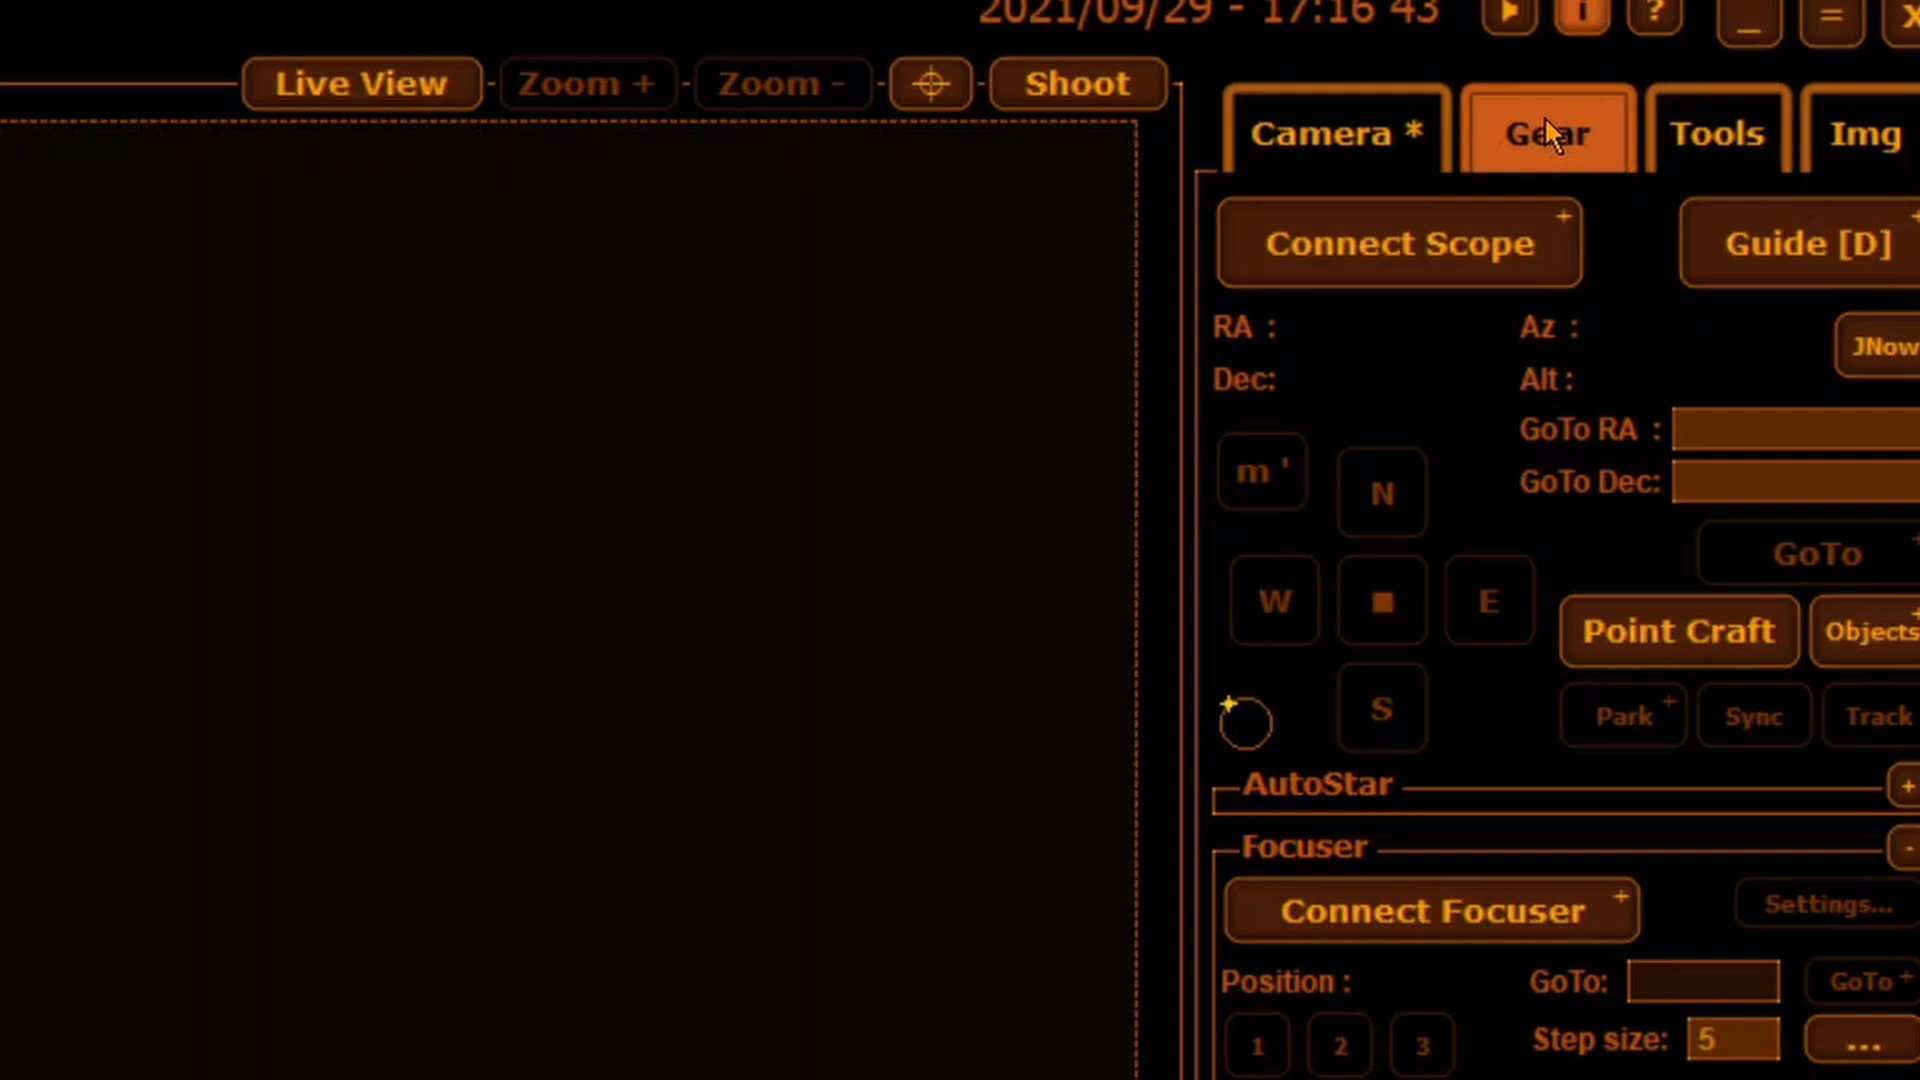 2021/09/29 - 17:16 43
i
?
_
=
X
Live View
Zoom +
Zoom -
Shoot
Camera *
Gear
Tools
Img
Connect Scope +
Guide [D] +
RA :
Az :
JNow
Dec:
Alt :
GoTo RA :
GoTo Dec:
m '
N
GoTo +
W
E
Point Craft
Objects +
S
Park +
Sync
Track
AutoStar
+
Focuser
-
Connect Focuser +
Settings...
Position :
GoTo:
GoTo +
1
2
3
Step size:
5
...